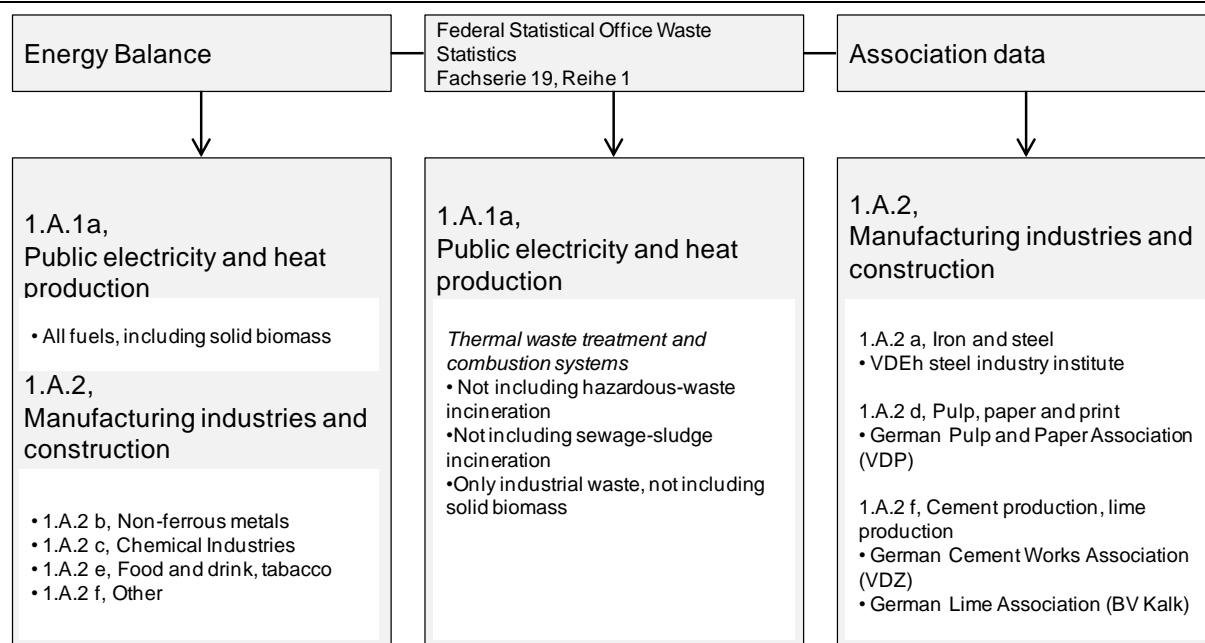 Energy Balance
Federal Statistical Office Waste
Statistics
Fachserie 19, Reihe 1
Association data
1.A.1a,
Public electricity and heat
production
• All fuels, including solid biomass
1.A.2,
Manufacturing industries and
construction
• 1.A.2 b, Non-ferrous metals
• 1.A.2 c, Chemical Industries
• 1.A.2 e, Food and drink, tabacco
• 1.A.2 f, Other
1.A.1a,
Public electricity and heat
production
Thermal waste treatment and
combustion systems
• Not including hazardous-waste
incineration
•Not including sewage-sludge
incineration
•Only industrial waste, not including
solid biomass
1.A.2,
Manufacturing industries and
construction
1.A.2 a, Iron and steel
• VDEh steel industry institute
1.A.2 d, Pulp, paper and print
• German Pulp and Paper Association
(VDP)
1.A.2 f, Cement production, lime
production
• German Cement Works Association
(VDZ)
• German Lime Association (BV Kalk)